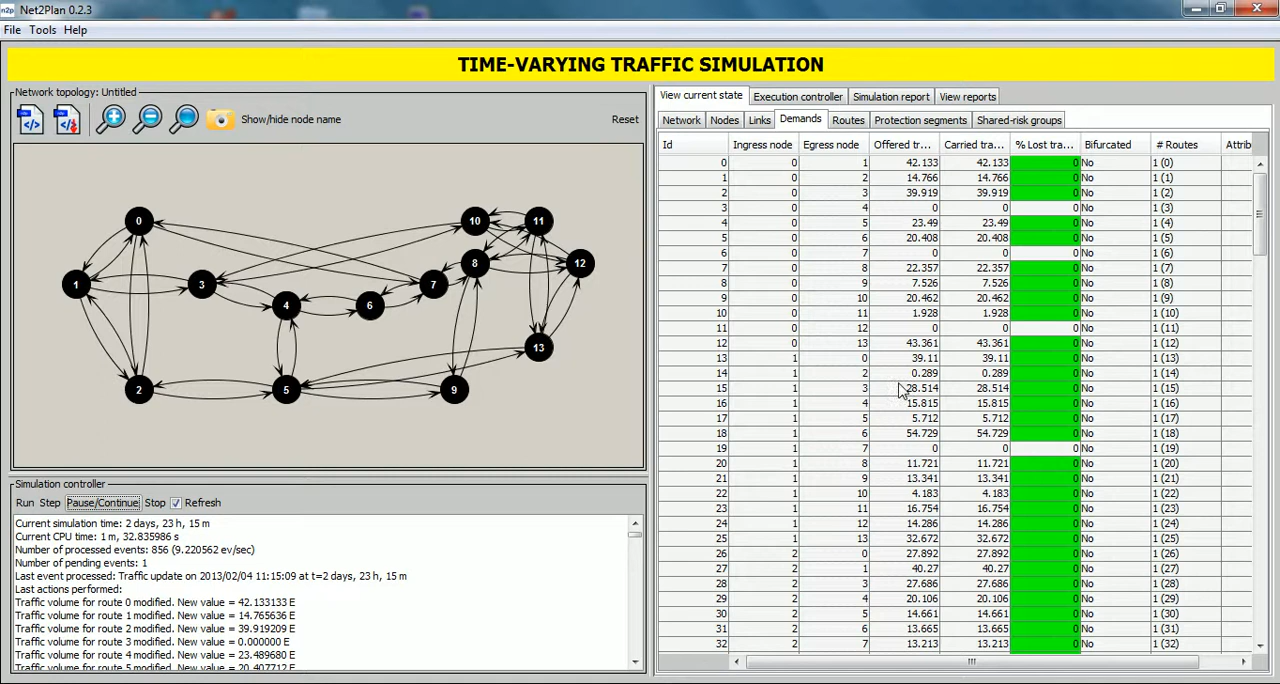 Net2Plan 0.2.3
File Tools Help
TIME-VARYING TRAFFIC SIMULATION
Network topology: Untitled
Show/hide node name
Reset
0
10
11
1
3
8
12
7
4
6
13
2
5
9
Simulation controller
Run Step Pause/Continue Stop Refresh
Current simulation time: 2 days, 23 h, 15 m
Current CPU time: 1 m, 32.835986 s
Number of processed events: 856 (9.220562 ev/sec)
Number of pending events: 1
Last event processed: Traffic update on 2013/02/04 11:15:09 at t=2 days, 23 h, 15 m
Last actions performed:
Traffic volume for route 0 modified. New value = 42.133133 E
Traffic volume for route 1 modified. New value = 14.765636 E
Traffic volume for route 2 modified. New value = 39.919209 E
Traffic volume for route 3 modified. New value = 0.000000 E
Traffic volume for route 4 modified. New value = 23.489680 E
Traffic volume for route 5 modified. New value = 20.407712 E
View current state Execution controller Simulation report View reports
Network Nodes Links Demands Routes Protection segments Shared-risk groups
Id Ingress node Egress node Offered tr... Carried tra... % Lost tra... Bifurcated # Routes Attrib
0 0 1 42.133 42.133 0 No 1 (0)
1 0 2 14.766 14.766 0 No 1 (1)
2 0 3 39.919 39.919 0 No 1 (2)
3 0 4 0 0 0 No 1 (3)
4 0 5 23.49 23.49 0 No 1 (4)
5 0 6 20.408 20.408 0 No 1 (5)
6 0 7 0 0 0 No 1 (6)
7 0 8 22.357 22.357 0 No 1 (7)
8 0 9 7.526 7.526 0 No 1 (8)
9 0 10 20.462 20.462 0 No 1 (9)
10 0 11 1.928 1.928 0 No 1 (10)
11 0 12 0 0 0 No 1 (11)
12 0 13 43.361 43.361 0 No 1 (12)
13 1 0 39.11 39.11 0 No 1 (13)
14 1 2 0.289 0.289 0 No 1 (14)
15 1 3 28.514 28.514 0 No 1 (15)
16 1 4 15.815 15.815 0 No 1 (16)
17 1 5 5.712 5.712 0 No 1 (17)
18 1 6 54.729 54.729 0 No 1 (18)
19 1 7 0 0 0 No 1 (19)
20 1 8 11.721 11.721 0 No 1 (20)
21 1 9 13.341 13.341 0 No 1 (21)
22 1 10 4.183 4.183 0 No 1 (22)
23 1 11 16.754 16.754 0 No 1 (23)
24 1 12 14.286 14.286 0 No 1 (24)
25 1 13 32.672 32.672 0 No 1 (25)
26 2 0 27.892 27.892 0 No 1 (26)
27 2 1 40.27 40.27 0 No 1 (27)
28 2 3 27.686 27.686 0 No 1 (28)
29 2 4 20.106 20.106 0 No 1 (29)
30 2 5 14.661 14.661 0 No 1 (30)
31 2 6 13.665 13.665 0 No 1 (31)
32 2 7 13.213 13.213 0 No 1 (32)